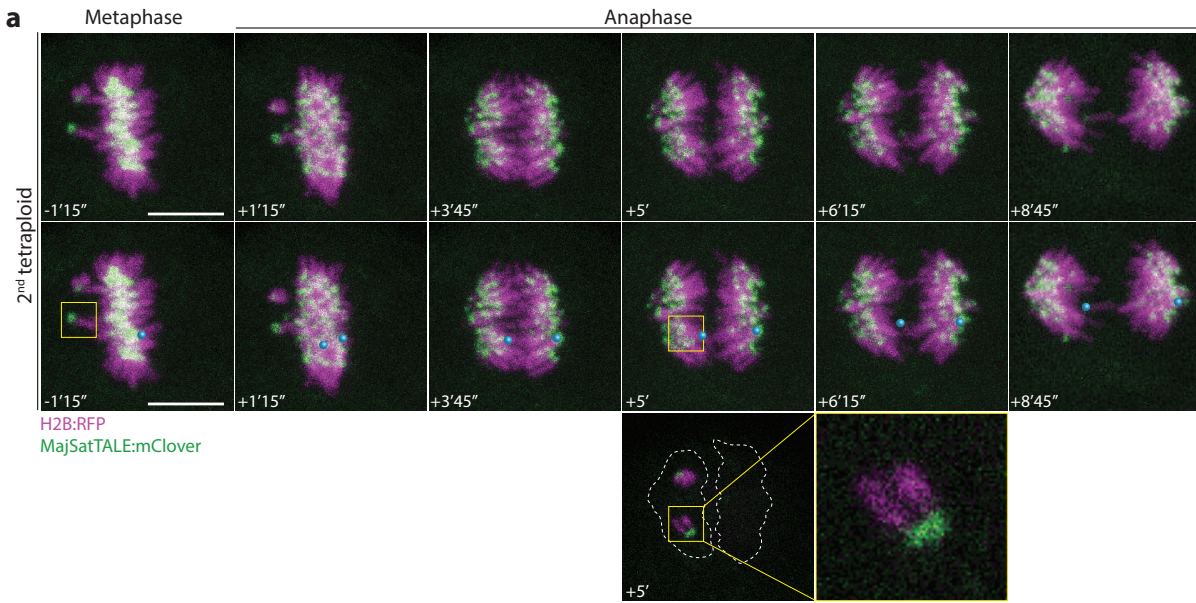 a
Metaphase Anaphase
2nd tetraploid
-1’15” +1’15” +3’45” +5’ +6’15” +8’45”
-1’15” +1’15” +3’45” +5’ +6’15” +8’45”
H2B:RFP
MajSatTALE:mClover
+5’